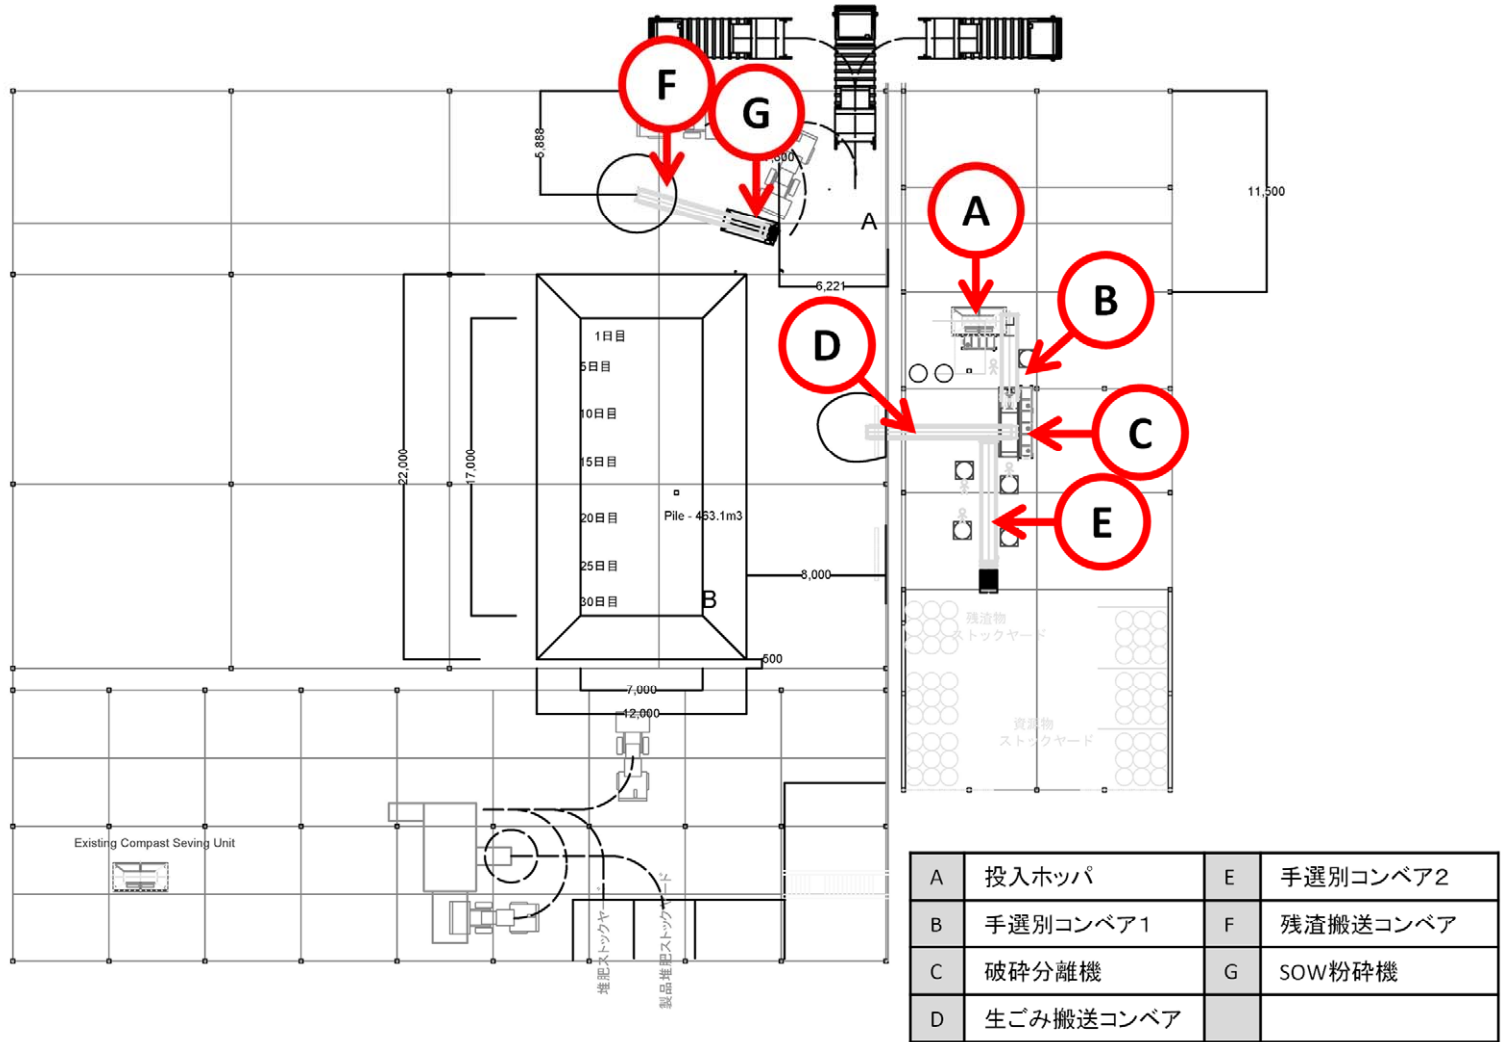 F
G
5,888
A
11,500
A
6,221
B
D
1日目
5日目
10日目
C
15日目
22,000
17,000
20日目
Pile - 463.1m3
E
25日目
8,000
30日目
B
残渣物
ストックヤード
500
7,000
12,000
資源物
ストックヤード
Existing Compast Seving Unit
堆肥ストックヤード
製品堆肥ストックヤード
A 投入ホッパ E 手選別コンベア2
B 手選別コンベア1 F 残渣搬送コンベア
C 破砕分離機 G SOW粉砕機
D 生ごみ搬送コンベア